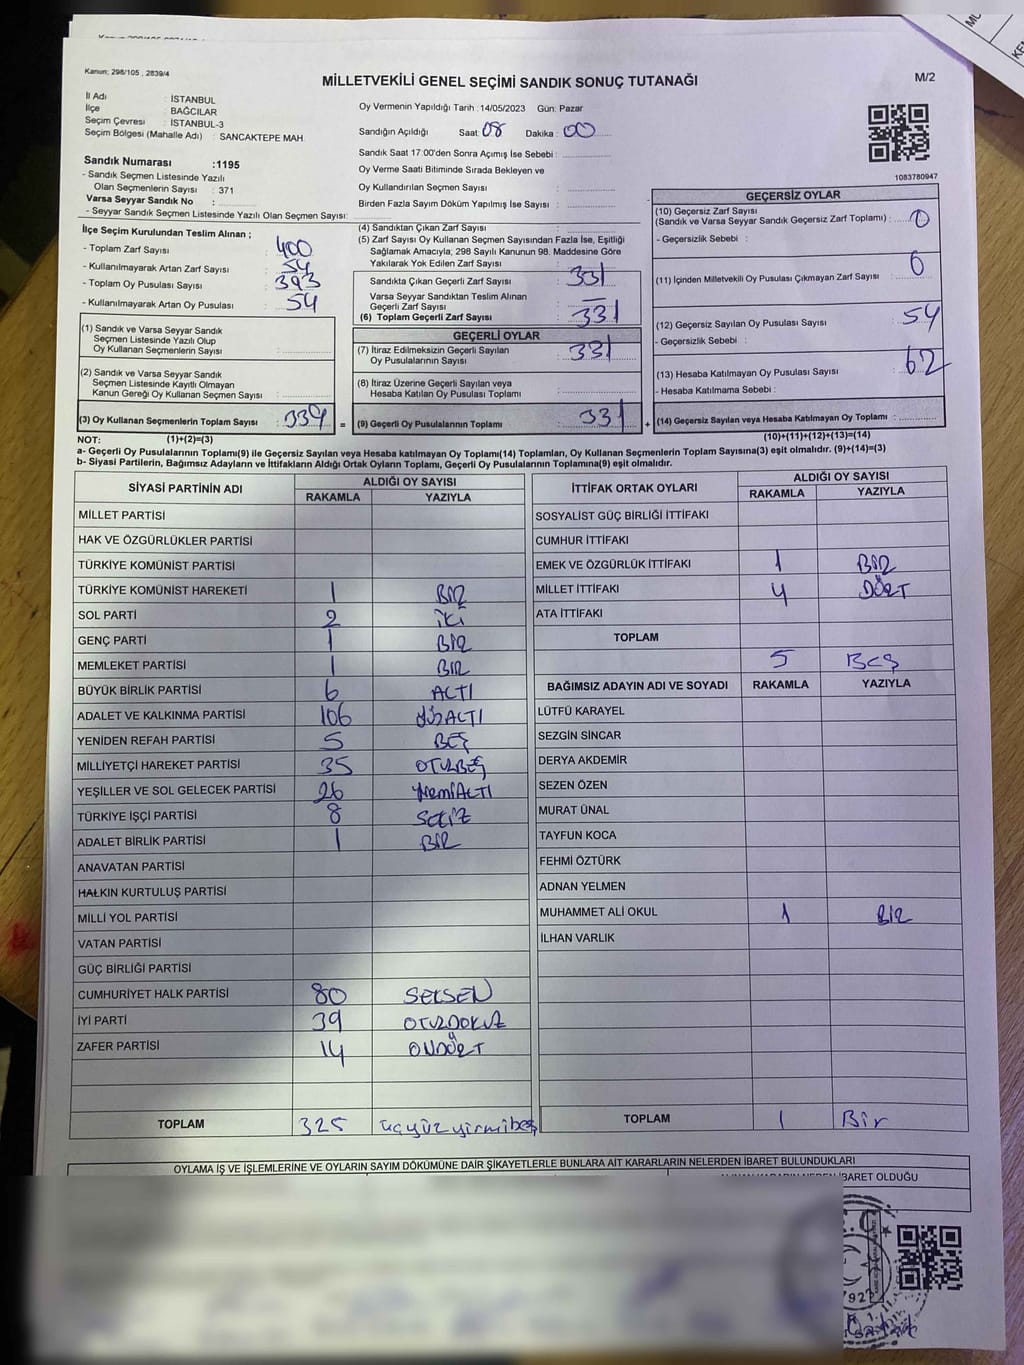 Kanun; 298/105 , 2839/4
MİLLETVEKİLİ GENEL SEÇİMİ SANDIK SONUÇ TUTANAĞI
M/2
İl Adı : İSTANBUL
İlçe : BAĞCILAR
Seçim Çevresi : İSTANBUL-3
Seçim Bölgesi (Mahalle Adı) : SANCAKTEPE MAH.
Sandık Numarası :1195
- Sandık Seçmen Listesinde Yazılı
Olan Seçmenlerin Sayısı : 371
Varsa Seyyar Sandık No :
- Seyyar Sandık Seçmen Listesinde Yazılı Olan Seçmen Sayısı:
Oy Vermenin Yapıldığı Tarih : 14/05/2023 Gün: Pazar
Sandığın Açıldığı Saat: 08 Dakika : 00
Sandık Saat 17:00'den Sonra Açımış İse Sebebi :
Oy Verme Saati Bitiminde Sırada Bekleyen ve
Oy Kullandırılan Seçmen Sayısı :
Birden Fazla Sayım Döküm Yapılmış İse Sayısı :
1083780947
İlçe Seçim Kurulundan Teslim Alınan ;
- Toplam Zarf Sayısı : 400
- Kullanılmayarak Artan Zarf Sayısı : 54
- Toplam Oy Pusulası Sayısı : 393
- Kullanılmayarak Artan Oy Pusulası : 54
(4) Sandıktan Çıkan Zarf Sayısı :
(5) Zarf Sayısı Oy Kullanan Seçmen Sayısından Fazla İse, Eşitliği
Sağlamak Amacıyla; 298 Sayılı Kanunun 98. Maddesine Göre
Yakılarak Yok Edilen Zarf Sayısı :
Sandıkta Çıkan Geçerli Zarf Sayısı : 331
Varsa Seyyar Sandıktan Teslim Alınan
Geçerli Zarf Sayısı : —
(6) Toplam Geçerli Zarf Sayısı : 331
GEÇERSİZ OYLAR
(10) Geçersiz Zarf Sayısı
(Sandık ve Varsa Seyyar Sandık Geçersiz Zarf Toplamı) : 0
- Geçersizlik Sebebi :
(11) İçinden Milletvekili Oy Pusulası Çıkmayan Zarf Sayısı :
(12) Geçersiz Sayılan Oy Pusulası Sayısı : 54
- Geçersizlik Sebebi :
(13) Hesaba Katılmayan Oy Pusulası Sayısı : 62
- Hesaba Katılmama Sebebi :
(14) Geçersiz Sayılan veya Hesaba Katılmayan Oy Toplamı :
(10)+(11)+(12)+(13)=(14)
(1) Sandık ve Varsa Seyyar Sandık
Seçmen Listesinde Yazılı Olup
Oy Kullanan Seçmenlerin Sayısı :
(2) Sandık ve Varsa Seyyar Sandık
Seçmen Listesinde Kayıtlı Olmayan
Kanun Gereği Oy Kullanan Seçmen Sayısı :
(3) Oy Kullanan Seçmenlerin Toplam Sayısı : 339 =
(1)+(2)=(3)
GEÇERLİ OYLAR
(7) İtiraz Edilmeksizin Geçerli Sayılan
Oy Pusulalarının Sayısı : 331
(8) İtiraz Üzerine Geçerli Sayılan veya
Hesaba Katılan Oy Pusulası Toplamı :
(9) Geçerli Oy Pusulalarının Toplamı : 331 +
NOT:
a- Geçerli Oy Pusulalarının Toplamı(9) ile Geçersiz Sayılan veya Hesaba katılmayan Oy Toplamı(14) Toplamları, Oy Kullanan Seçmenlerin Toplam Sayısına(3) eşit olmalıdır. (9)+(14)=(3)
b- Siyasi Partilerin, Bağımsız Adayların ve İttifakların Aldığı Ortak Oyların Toplamı, Geçerli Oy Pusulalarının Toplamına(9) eşit olmalıdır.
SİYASİ PARTİNİN ADI ALDIĞI OY SAYISI
RAKAMLA YAZIYLA
MİLLET PARTİSİ
HAK VE ÖZGÜRLÜKLER PARTİSİ
TÜRKİYE KOMÜNİST PARTİSİ
TÜRKİYE KOMÜNİST HAREKETİ 1 BİR
SOL PARTİ 2 İKİ
GENÇ PARTİ 1 BİR
MEMLEKET PARTİSİ 1 BIR
BÜYÜK BİRLİK PARTİSİ 6 ACTI
ADALET VE KALKINMA PARTİSİ 106 yüzALTI
YENİDEN REFAH PARTİSİ 5 BEŞ
MİLLİYETÇİ HAREKET PARTİSİ 35 OTUZBEŞ
YEŞİLLER VE SOL GELECEK PARTİSİ 26 YirmiALTI
TÜRKİYE İŞÇİ PARTİSİ 8 SEKİZ
ADALET BİRLİK PARTİSİ 1 BİR
ANAVATAN PARTİSİ
HALKIN KURTULUŞ PARTİSİ
MİLLİ YOL PARTİSİ
VATAN PARTİSİ
GÜÇ BİRLİĞİ PARTİSİ
CUMHURİYET HALK PARTİSİ 80 SEKSEN
İYİ PARTİ 39 OTUZDOKUZ
ZAFER PARTİSİ 14 ONDÖRT
TOPLAM 325 üçyüzyirmibeş
İTTİFAK ORTAK OYLARI ALDIĞI OY SAYISI
RAKAMLA YAZIYLA
SOSYALİST GÜÇ BİRLİĞİ İTTİFAKI
CUMHUR İTTİFAKI
EMEK VE ÖZGÜRLÜK İTTİFAKI 1 BİR
MİLLET İTTİFAKI 4 DÖRT
ATA İTTİFAKI
TOPLAM
5 BEŞ
BAĞIMSIZ ADAYIN ADI VE SOYADI RAKAMLA YAZIYLA
LÜTFÜ KARAYEL
SEZGİN SİNCAR
DERYA AKDEMİR
SEZEN ÖZEN
MURAT ÜNAL
TAYFUN KOCA
FEHMİ ÖZTÜRK
ADNAN YELMEN
MUHAMMET ALİ OKUL 1 BİR
İLHAN VARLIK
TOPLAM 1 Bir
OYLAMA İŞ VE İŞLEMLERİNE VE OYLARIN SAYIM DÖKÜMÜNE DAİR ŞİKAYETLERLE BUNLARA AİT KARARLARIN NELERDEN İBARET BULUNDUKLARI
İBARET OLDUĞU